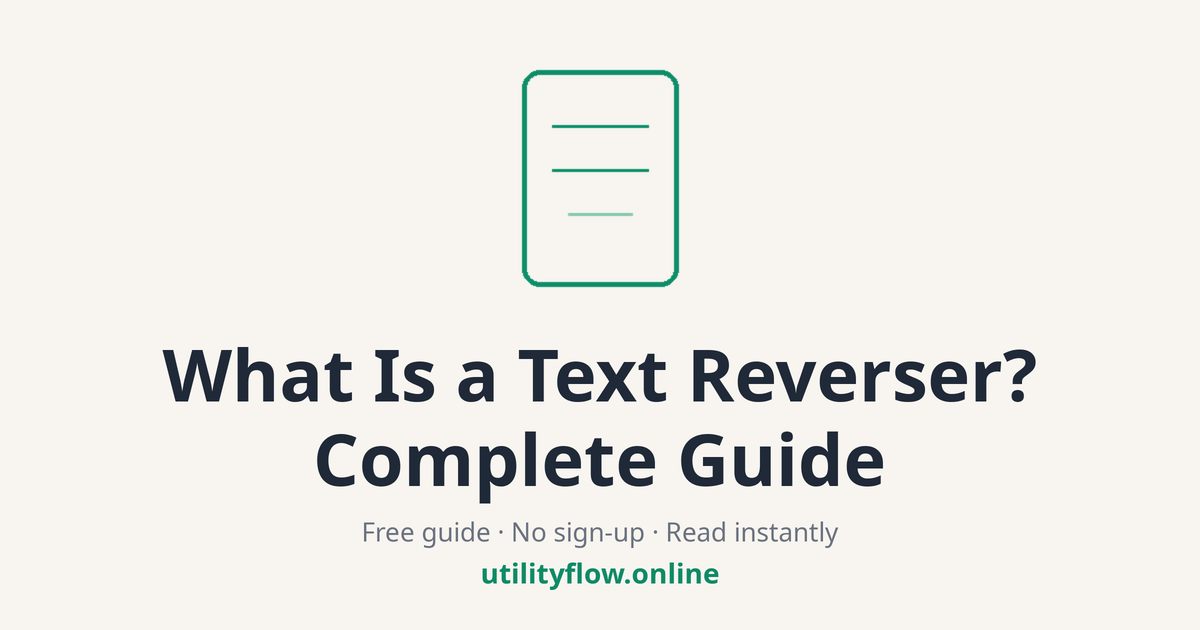 What Is a Text Reverser?
Complete Guide
Free guide · No sign-up · Read instantly
utilityflow.online